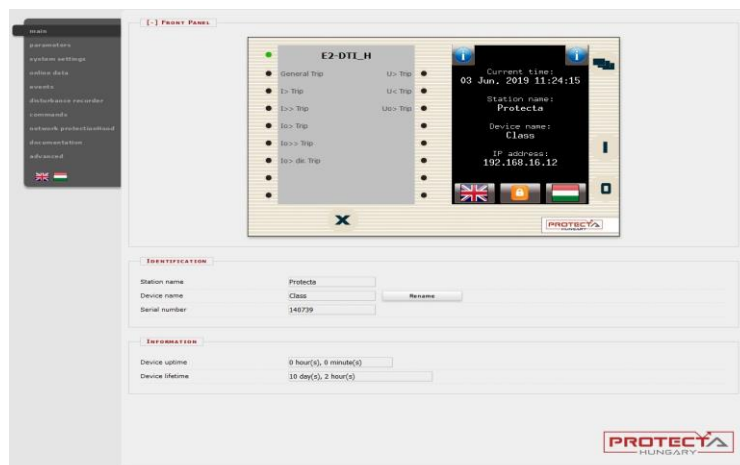 main
parameters
system settings
online data
events
disturbance recorder
commands
network protection
documentation
advanced
[-] Front Panel
E2-DTI_H
General Trip
U> Trip
I> Trip
U< Trip
I>> Trip
Uo> Trip
Io> Trip
Io>> Trip
Io> dir. Trip
X
Current time:
03 Jun. 2019 11:24:15
Station name:
Protecta
Device name:
Class
IP address:
192.168.16.12
I
O
PROTECTA
HUNGARY
Identification
Station name Protecta
Device name Class Rename
Serial number 140739
Information
Device uptime 0 hour(s), 0 minute(s)
Device lifetime 10 day(s), 2 hour(s)
PROTECTA
HUNGARY